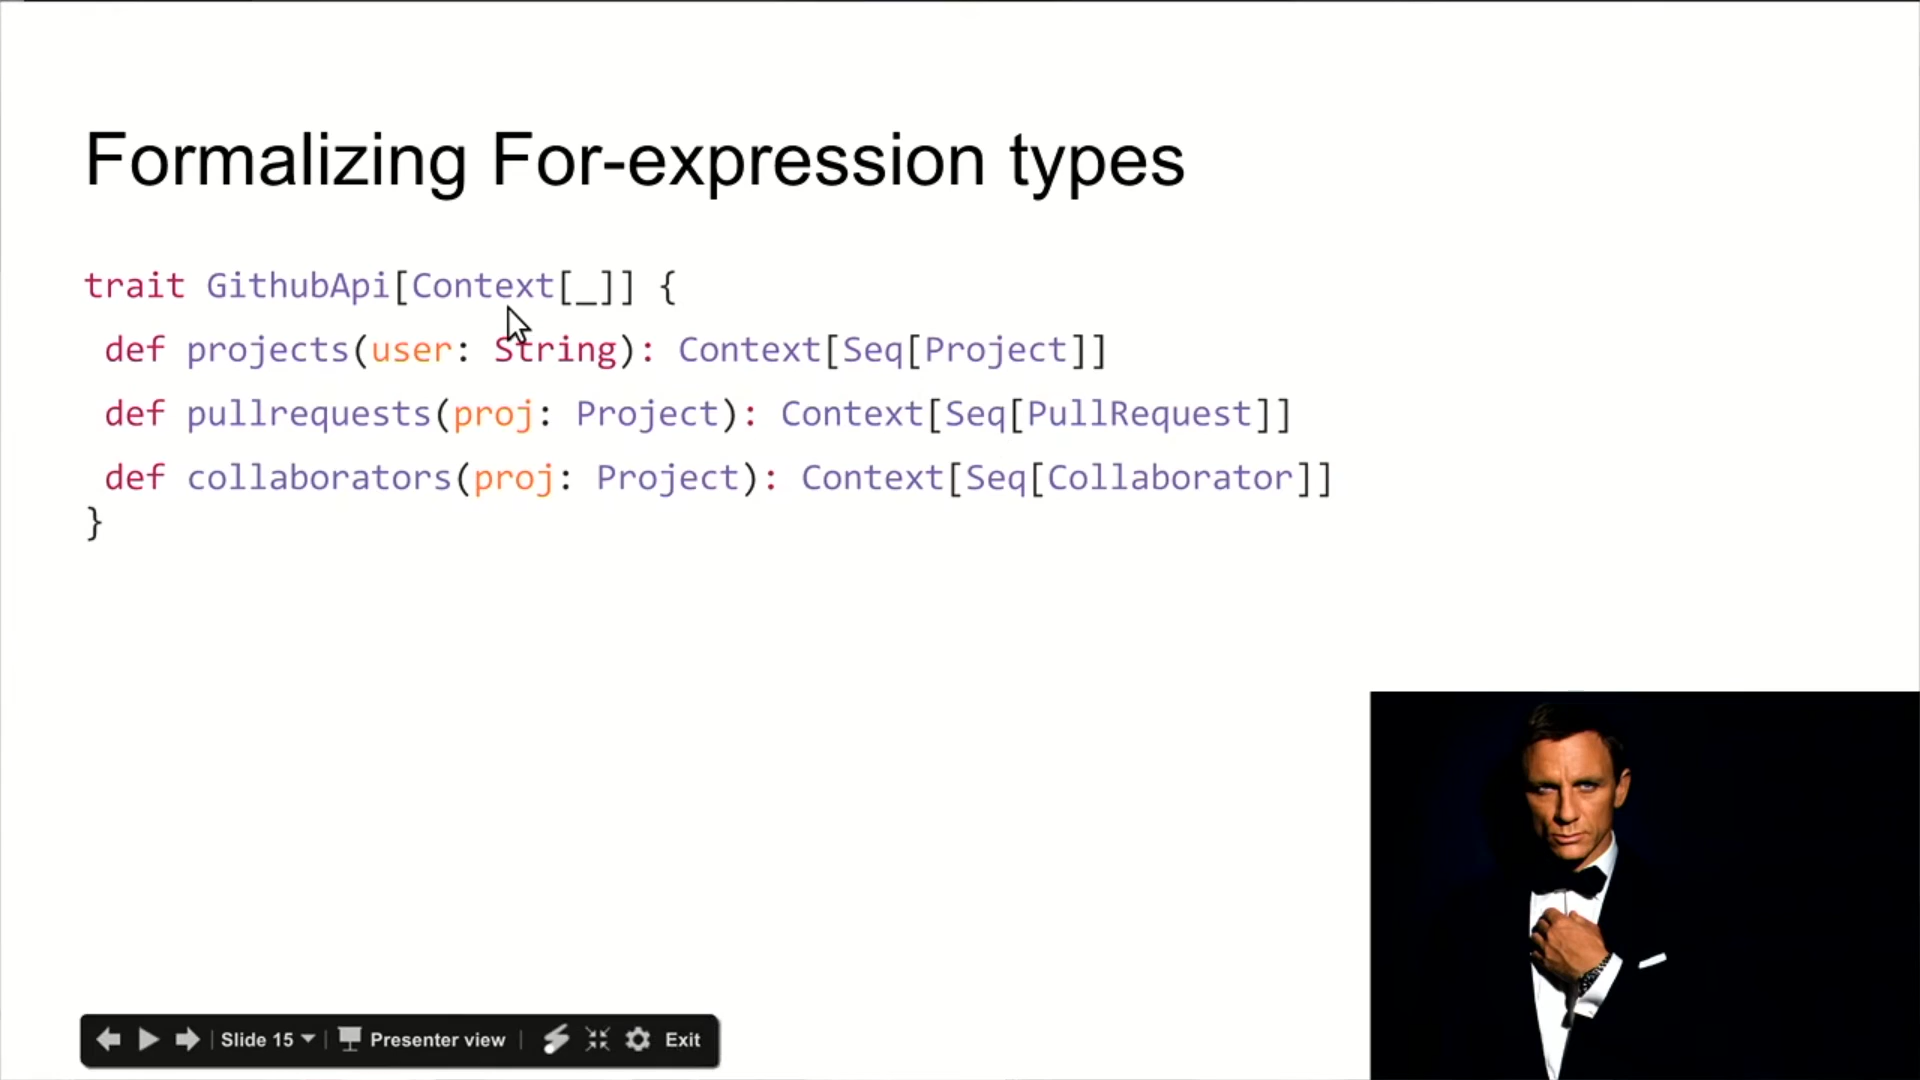 Formalizing For-expression types
trait GithubApi[Context[_]] {
def projects(user: String): Context[Seq[Project]]
def pullrequests(proj: Project): Context[Seq[PullRequest]]
def collaborators(proj: Project): Context[Seq[Collaborator]]
}
Slide 15 Presenter view Exit